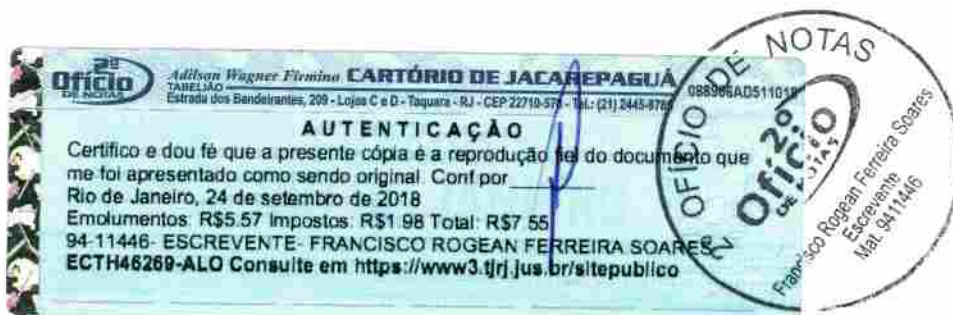 2º
Ofício
DE NOTAS
Adilson Wagner Firmino CARTÓRIO DE JACAREPAGUÁ
TABELIÃO
Estrada dos Bandeirantes, 209 - Lojas C e D - Taquara - RJ - CEP 22710-571 - Tel.: (21) 2445-878
AUTENTICAÇÃO
Certifico e dou fé que a presente cópia é a reprodução fiel do documento que
me foi apresentado como sendo original. Conf por
Rio de Janeiro, 24 de setembro de 2018
Emolumentos: R$5.57 Impostos: R$1.98 Total: R$7.55
94-11446- ESCREVENTE- FRANCISCO ROGEAN FERREIRA SOARES
ECTH46269-ALO Consulte em https://www3.tjrj.jus.br/sitepublico
OFÍCIO DE NOTAS
2º
Ofício
DE NOTAS
Francisco Rogean Ferreira Soares
Escrevente
Mat. 9411446